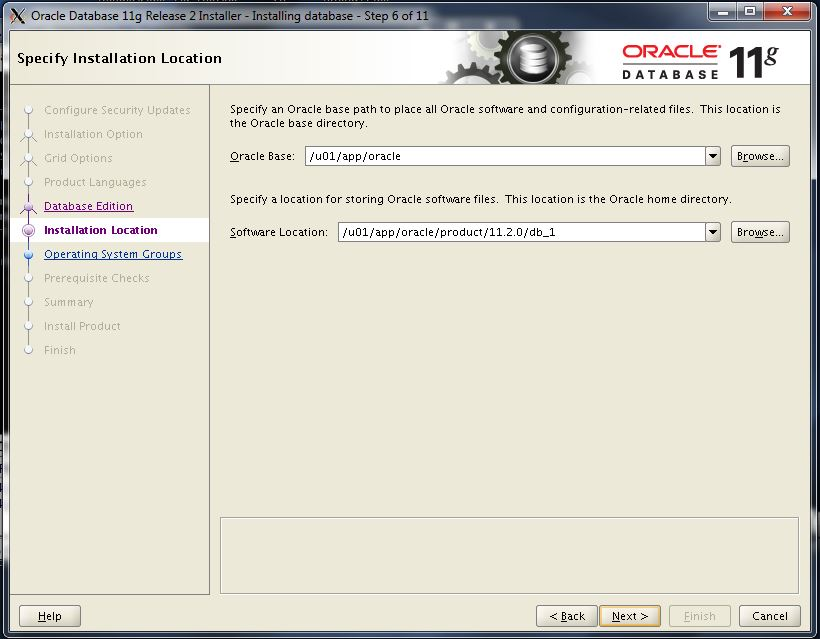 Oracle Database 11g Release 2 Installer - Installing database - Step 6 of 11
Specify Installation Location
ORACLE
DATABASE 11g
Configure Security Updates
Installation Option
Grid Options
Product Languages
Database Edition
Installation Location
Operating System Groups
Prerequisite Checks
Summary
Install Product
Finish
Specify an Oracle base path to place all Oracle software and configuration-related files. This location is
the Oracle base directory.
Oracle Base: /u01/app/oracle Browse...
Specify a location for storing Oracle software files. This location is the Oracle home directory.
Software Location: /u01/app/oracle/product/11.2.0/db_1 Browse...
Help < Back Next > Finish Cancel